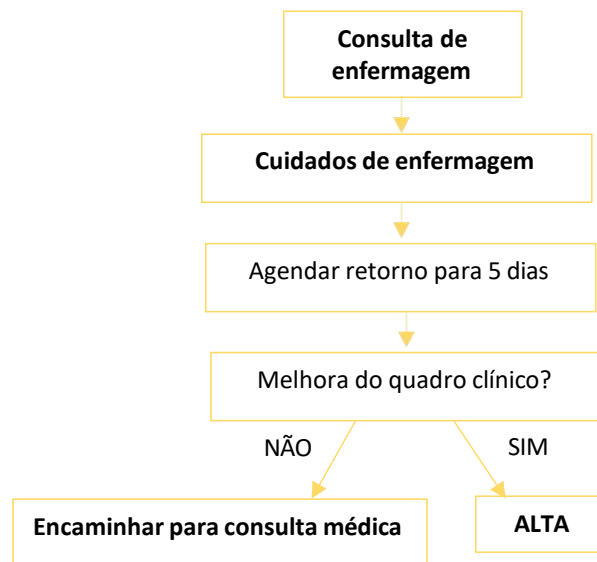 Consulta de
enfermagem
Cuidados de enfermagem
Agendar retorno para 5 dias
Melhora do quadro clínico?
NÃO
SIM
Encaminhar para consulta médica
ALTA